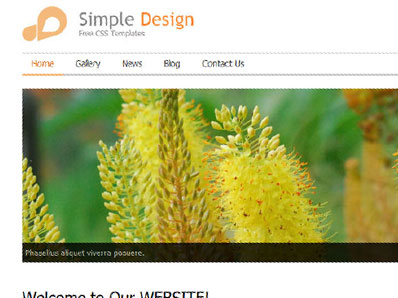 Simple Design
Free CSS Templates
Home Gallery News Blog Contact Us
Phasellus aliquet viverra posuere.
Welcome to Our WEBSITE!